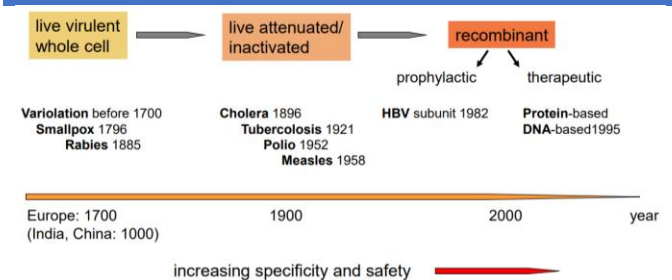 live virulent
whole cell
live attenuated/
inactivated
recombinant
prophylactic
therapeutic
Variolation before 1700
Smallpox 1796
Rabies 1885
Cholera 1896
Tubercolosis 1921
Polio 1952
Measles 1958
HBV subunit 1982
Protein-based
DNA-based1995
Europe: 1700
(India, China: 1000)
1900
2000
year
increasing specificity and safety